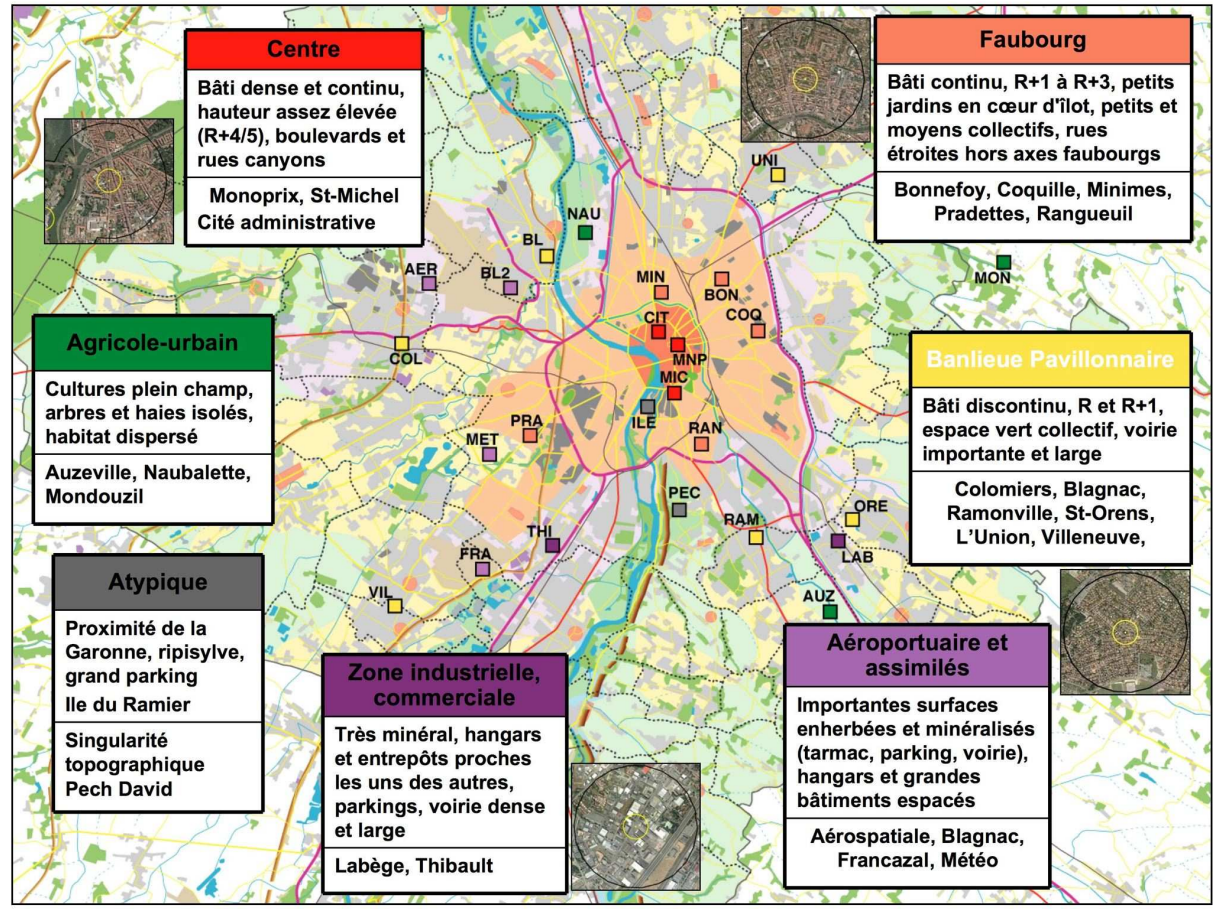 Centre
Bâti dense et continu,
hauteur assez élevée
(R+4/5), boulevards et
rues canyons
Monoprix, St-Michel
Cité administrative
Faubourg
Bâti continu, R+1 à R+3, petits
jardins en cœur d'îlot, petits et
moyens collectifs, rues
étroites hors axes faubourgs
Bonnefoy, Coquille, Minimes,
Pradettes, Rangueuil
UNI
NAU
BL
AER
BL2
MIN
BON
MON
CIT
COQ
COL
MNP
MIC
ILE
PRA
MET
RAN
PEC
RAM
ORE
THI
LAB
FRA
VIL
AUZ
Agricole-urbain
Cultures plein champ,
arbres et haies isolés,
habitat dispersé
Auzeville, Naubalette,
Mondouzil
Banlieue Pavillonnaire
Bâti discontinu, R et R+1,
espace vert collectif, voirie
importante et large
Colomiers, Blagnac,
Ramonville, St-Orens,
L'Union, Villeneuve,
Atypique
Proximité de la
Garonne, ripisylve,
grand parking
Ile du Ramier
Singularité
topographique
Pech David
Zone industrielle,
commerciale
Très minéral, hangars
et entrepôts proches
les uns des autres,
parkings, voirie dense
et large
Labège, Thibault
Aéroportuaire et
assimilés
Importantes surfaces
enherbées et minéralisés
(tarmac, parking, voirie),
hangars et grandes
bâtiments espacés
Aérospatiale, Blagnac,
Francazal, Météo